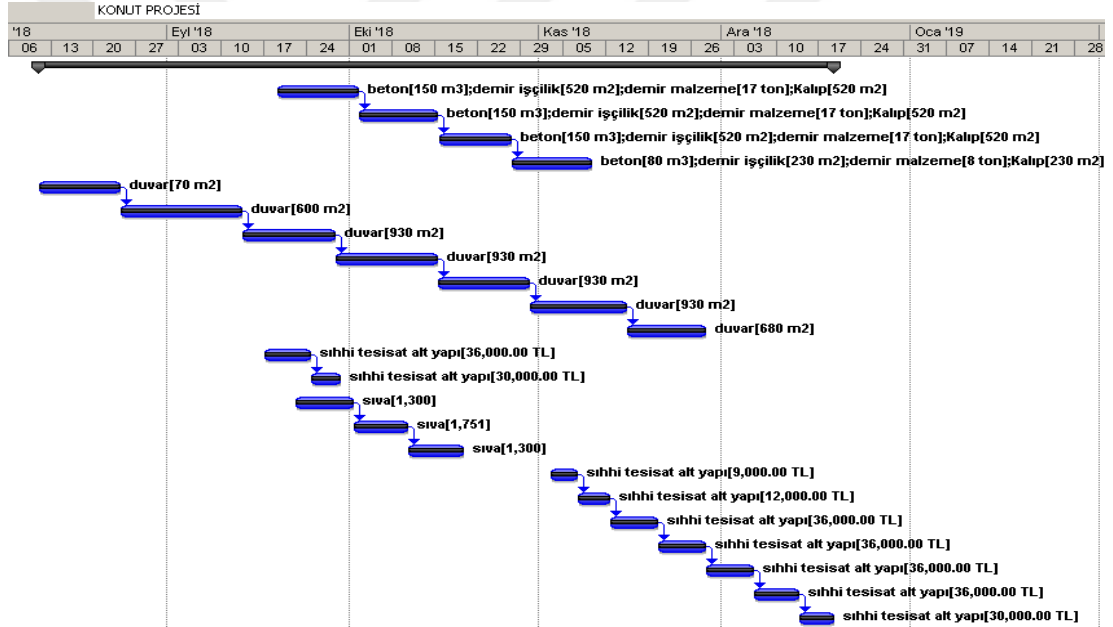 KONUT PROJESİ
'18 Eyl '18 Eki '18 Kas '18 Ara '18 Oca '19
06 13 20 27 03 10 17 24 01 08 15 22 29 05 12 19 26 03 10 17 24 31 07 14 21 28
beton[150 m3];demir işçilik[520 m2];demir malzeme[17 ton];Kalıp[520 m2]
beton[150 m3];demir işçilik[520 m2];demir malzeme[17 ton];Kalıp[520 m2]
beton[150 m3];demir işçilik[520 m2];demir malzeme[17 ton];Kalıp[520 m2]
beton[80 m3];demir işçilik[230 m2];demir malzeme[8 ton];Kalıp[230 m2]
duvar[70 m2]
duvar[600 m2]
duvar[930 m2]
duvar[930 m2]
duvar[930 m2]
duvar[930 m2]
duvar[680 m2]
sıhhi tesisat alt yapı[36,000.00 TL]
sıhhi tesisat alt yapı[30,000.00 TL]
sıva[1,300]
sıva[1,751]
sıva[1,300]
sıhhi tesisat alt yapı[9,000.00 TL]
sıhhi tesisat alt yapı[12,000.00 TL]
sıhhi tesisat alt yapı[36,000.00 TL]
sıhhi tesisat alt yapı[36,000.00 TL]
sıhhi tesisat alt yapı[36,000.00 TL]
sıhhi tesisat alt yapı[36,000.00 TL]
sıhhi tesisat alt yapı[30,000.00 TL]